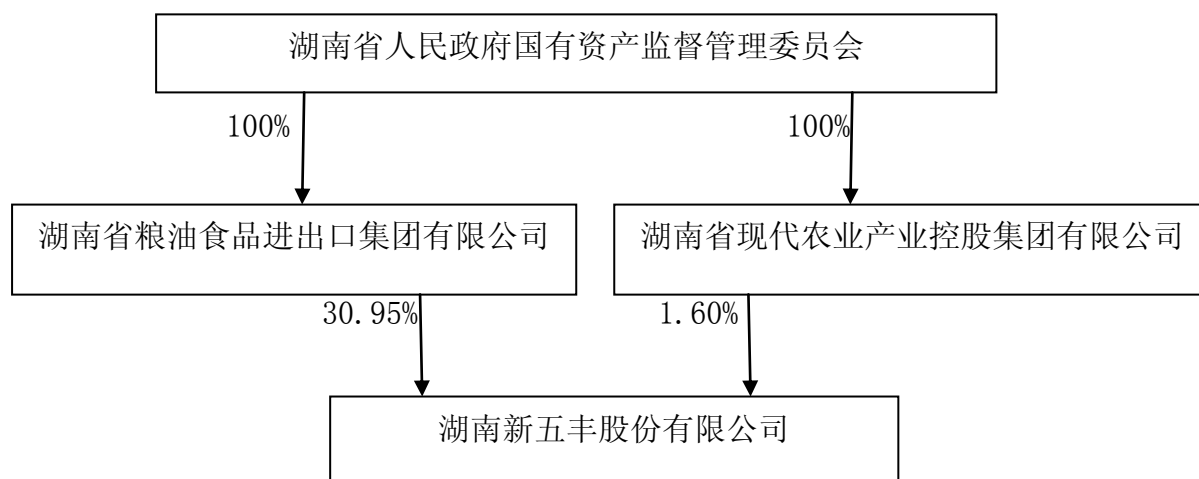 湖南省人民政府国有资产监督管理委员会
100%
100%
湖南省粮油食品进出口集团有限公司
湖南省现代农业产业控股集团有限公司
30.95%
1.60%
湖南新五丰股份有限公司